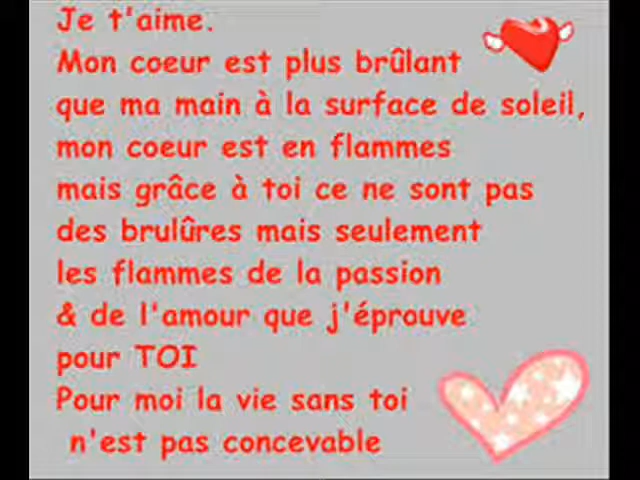 Je t'aime.
Mon coeur est plus brûlant
que ma main à la surface de soleil,
mon coeur est en flammes
mais grâce à toi ce ne sont pas
des brulûres mais seulement
les flammes de la passion
& de l'amour que j'éprouve
pour TOI
Pour moi la vie sans toi
n'est pas concevable